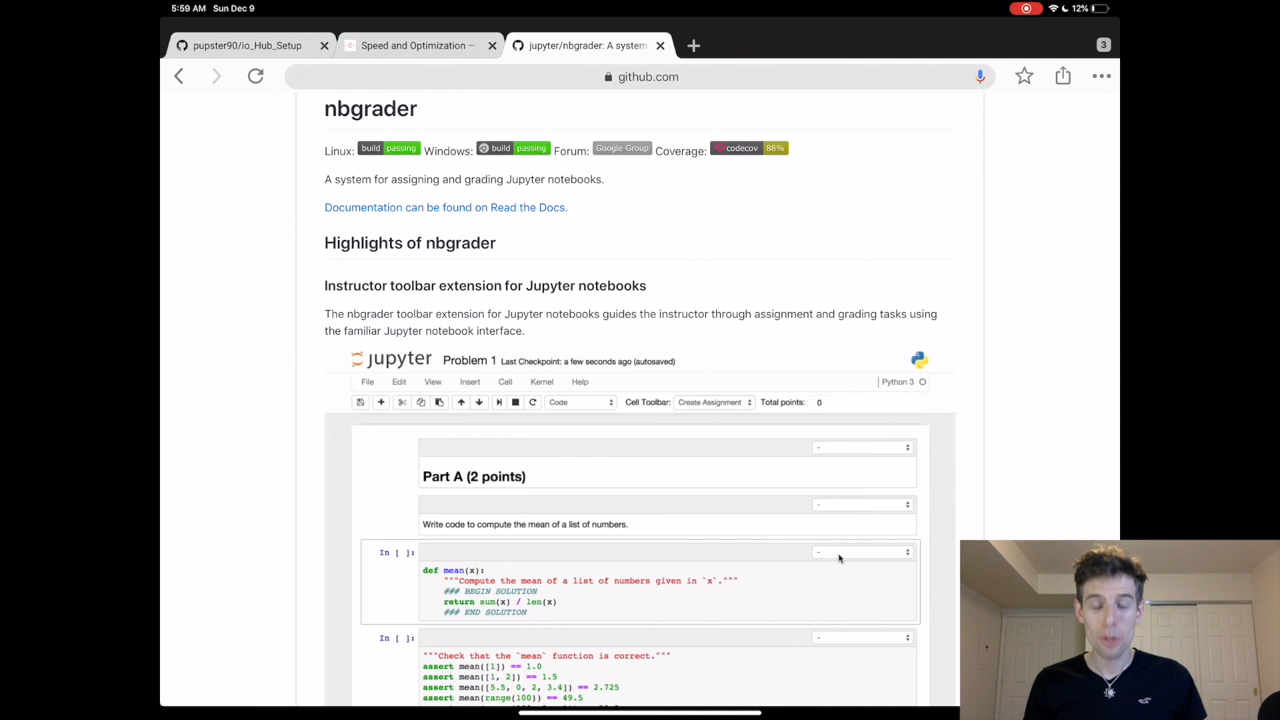 5:59 AM Sun Dec 9
12%
pupster90/io_Hub_Setup
Speed and Optimization —
jupyter/nbgrader: A system
3
github.com
nbgrader
Linux: build passing Windows: build passing Forum: Google Group Coverage: codecov 88%
A system for assigning and grading Jupyter notebooks.
Documentation can be found on Read the Docs.
Highlights of nbgrader
Instructor toolbar extension for Jupyter notebooks
The nbgrader toolbar extension for Jupyter notebooks guides the instructor through assignment and grading tasks using
the familiar Jupyter notebook interface.
jupyter Problem 1 Last Checkpoint: a few seconds ago (autosaved)
File Edit View Insert Cell Kernel Help Python 3
Code Cell Toolbar: Create Assignment Total points: 0
-
Part A (2 points)
-
Write code to compute the mean of a list of numbers.
In [ ]: -
def mean(x):
"""Compute the mean of a list of numbers given in `x`."""
### BEGIN SOLUTION
return sum(x) / len(x)
### END SOLUTION
In [ ]: -
"""Check that the `mean` function is correct."""
assert mean([1]) == 1.0
assert mean([1, 2]) == 1.5
assert mean([5.5, 0, 2, 3.4]) == 2.725
assert mean(range(100)) == 49.5